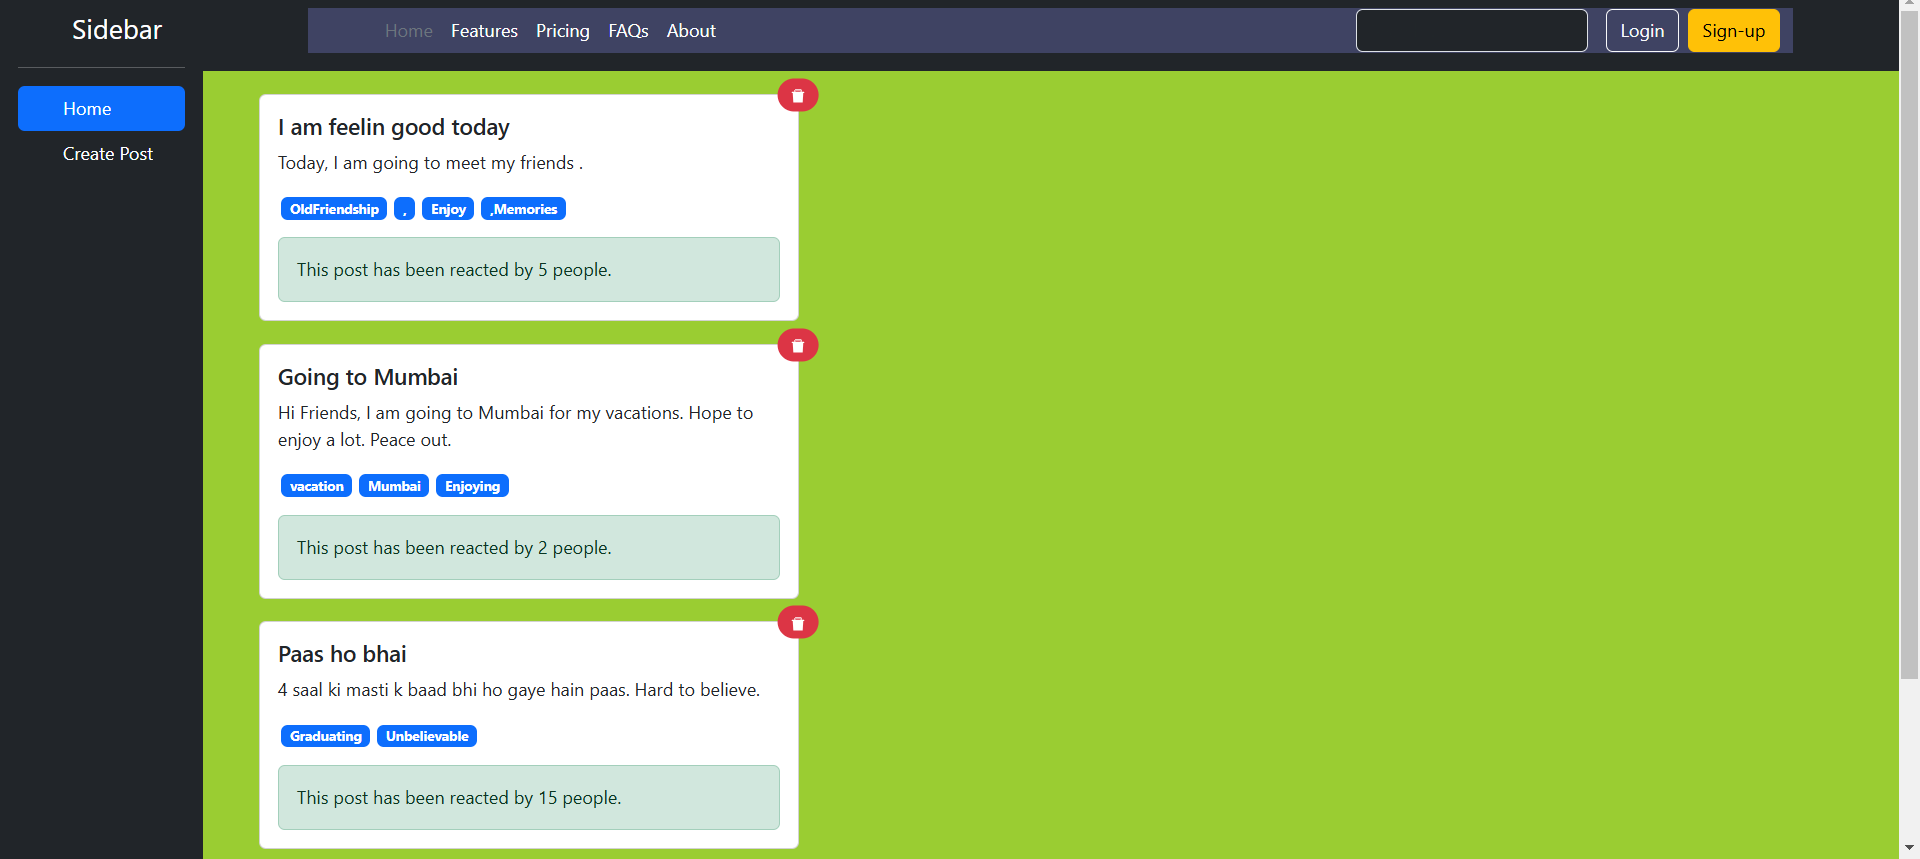 Sidebar
Home Features Pricing FAQs About Login Sign-up
Home
Create Post
I am feelin good today
Today, I am going to meet my friends .
OldFriendship , Enjoy ,Memories
This post has been reacted by 5 people.
Going to Mumbai
Hi Friends, I am going to Mumbai for my vacations. Hope to
enjoy a lot. Peace out.
vacation Mumbai Enjoying
This post has been reacted by 2 people.
Paas ho bhai
4 saal ki masti k baad bhi ho gaye hain paas. Hard to believe.
Graduating Unbelievable
This post has been reacted by 15 people.